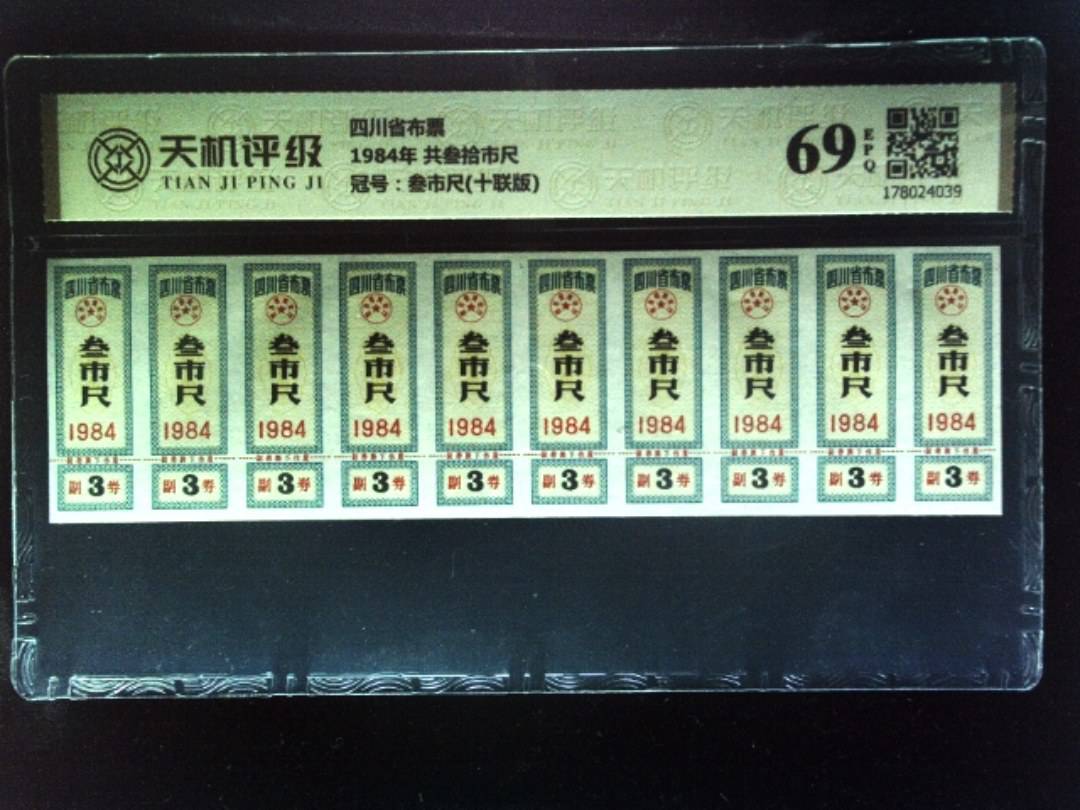 天机评级
TIAN JI PING JI
四川省布票
1984年 共叁拾市尺
冠号：叁市尺(十联版)
69
EPQ
178024039
四川省布票 四川省布票 四川省布票 四川省布票 四川省布票 四川省布票 四川省布票 四川省布票 四川省布票 四川省布票
叁市尺 叁市尺 叁市尺 叁市尺 叁市尺 叁市尺 叁市尺 叁市尺 叁市尺 叁市尺
1984 1984 1984 1984 1984 1984 1984 1984 1984 1984
副3券 副3券 副3券 副3券 副3券 副3券 副3券 副3券 副3券 副3券